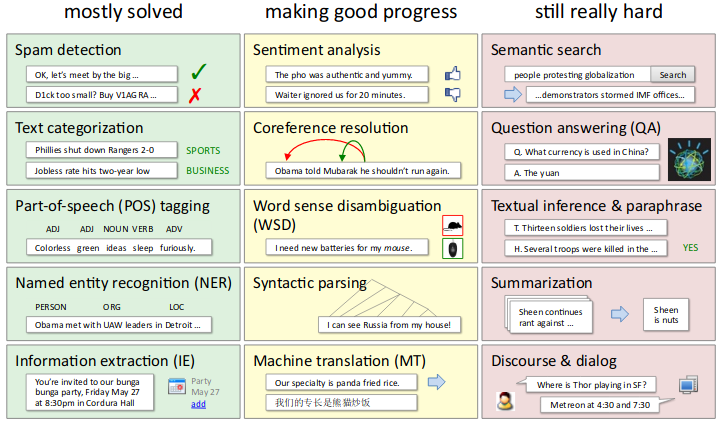 mostly solved
Spam detection
OK, let's meet by the big ...
D1ck too small? Buy V1AGRA ...
Text categorization
Phillies shut down Rangers 2-0
SPORTS
Jobless rate hits two-year low
BUSINESS
Part-of-speech (POS) tagging
ADJ ADJ NOUN VERB ADV
Colorless green ideas sleep furiously.
Named entity recognition (NER)
PERSON ORG LOC
Obama met with UAW leaders in Detroit ...
Information extraction (IE)
You're invited to our bunga
bunga party, Friday May 27
at 8:30pm in Cordura Hall
Party
May 27
add
making good progress
Sentiment analysis
The pho was authentic and yummy.
Waiter ignored us for 20 minutes.
Coreference resolution
Obama told Mubarak he shouldn't run again.
Word sense disambiguation
(WSD)
I need new batteries for my mouse.
Syntactic parsing
I can see Russia from my house!
Machine translation (MT)
Our specialty is panda fried rice.
我们的专长是熊猫炒饭
still really hard
Semantic search
people protesting globalization
Search
...demonstrators stormed IMF offices...
Question answering (QA)
Q. What currency is used in China?
A. The yuan
Textual inference & paraphrase
T. Thirteen soldiers lost their lives ...
H. Several troops were killed in the ...
YES
Summarization
Sheen continues
rant against ...
Sheen
is nuts
Discourse & dialog
Where is Thor playing in SF?
Metreon at 4:30 and 7:30